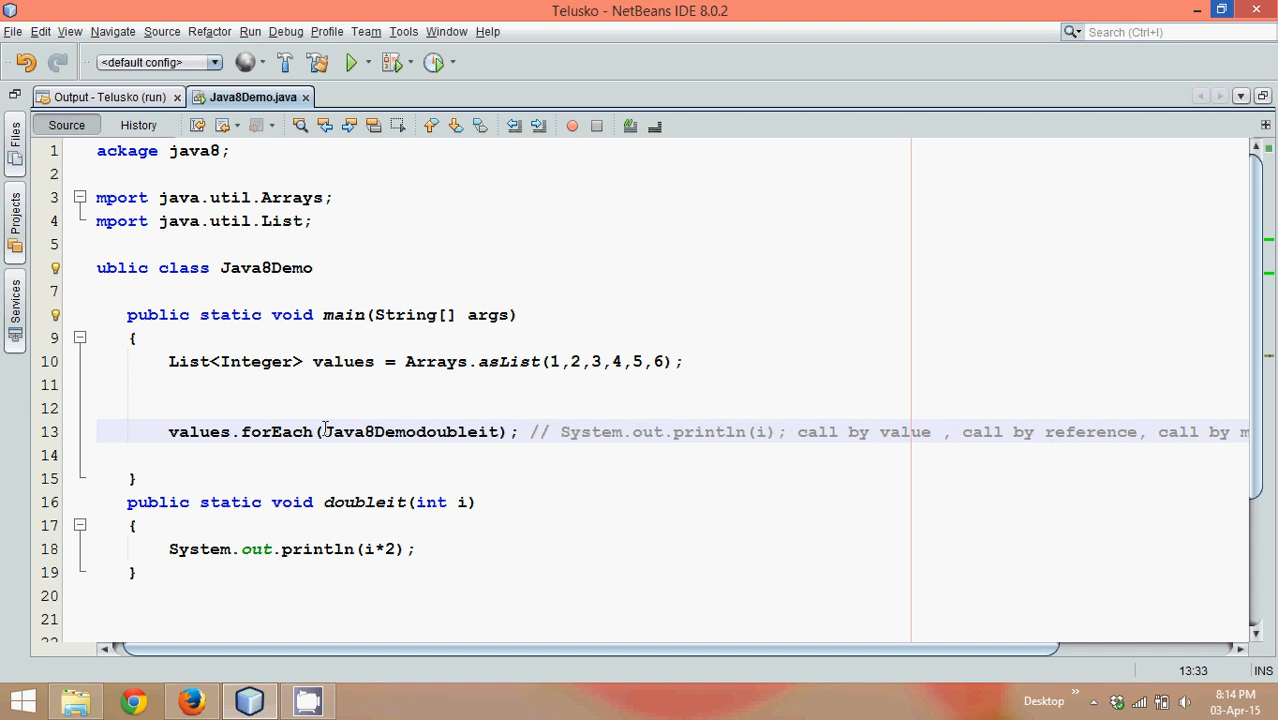 Telusko - NetBeans IDE 8.0.2
File Edit View Navigate Source Refactor Run Debug Profile Team Tools Window Help
Search (Ctrl+I)
<default config>
Output - Telusko (run) Java8Demo.java
Source History
Files
Projects
Services
1 ackage java8;
2
3 mport java.util.Arrays;
4 mport java.util.List;
5
ublic class Java8Demo
7
public static void main(String[] args)
9 {
10 List<Integer> values = Arrays.asList(1,2,3,4,5,6);
11
12
13 values.forEach(Java8Demodoubleit); // System.out.println(i); call by value , call by reference, call by m
14
15 }
16 public static void doubleit(int i)
17 {
18 System.out.println(i*2);
19 }
20
21
22
13:33 INS
Desktop
8:14 PM
03-Apr-15